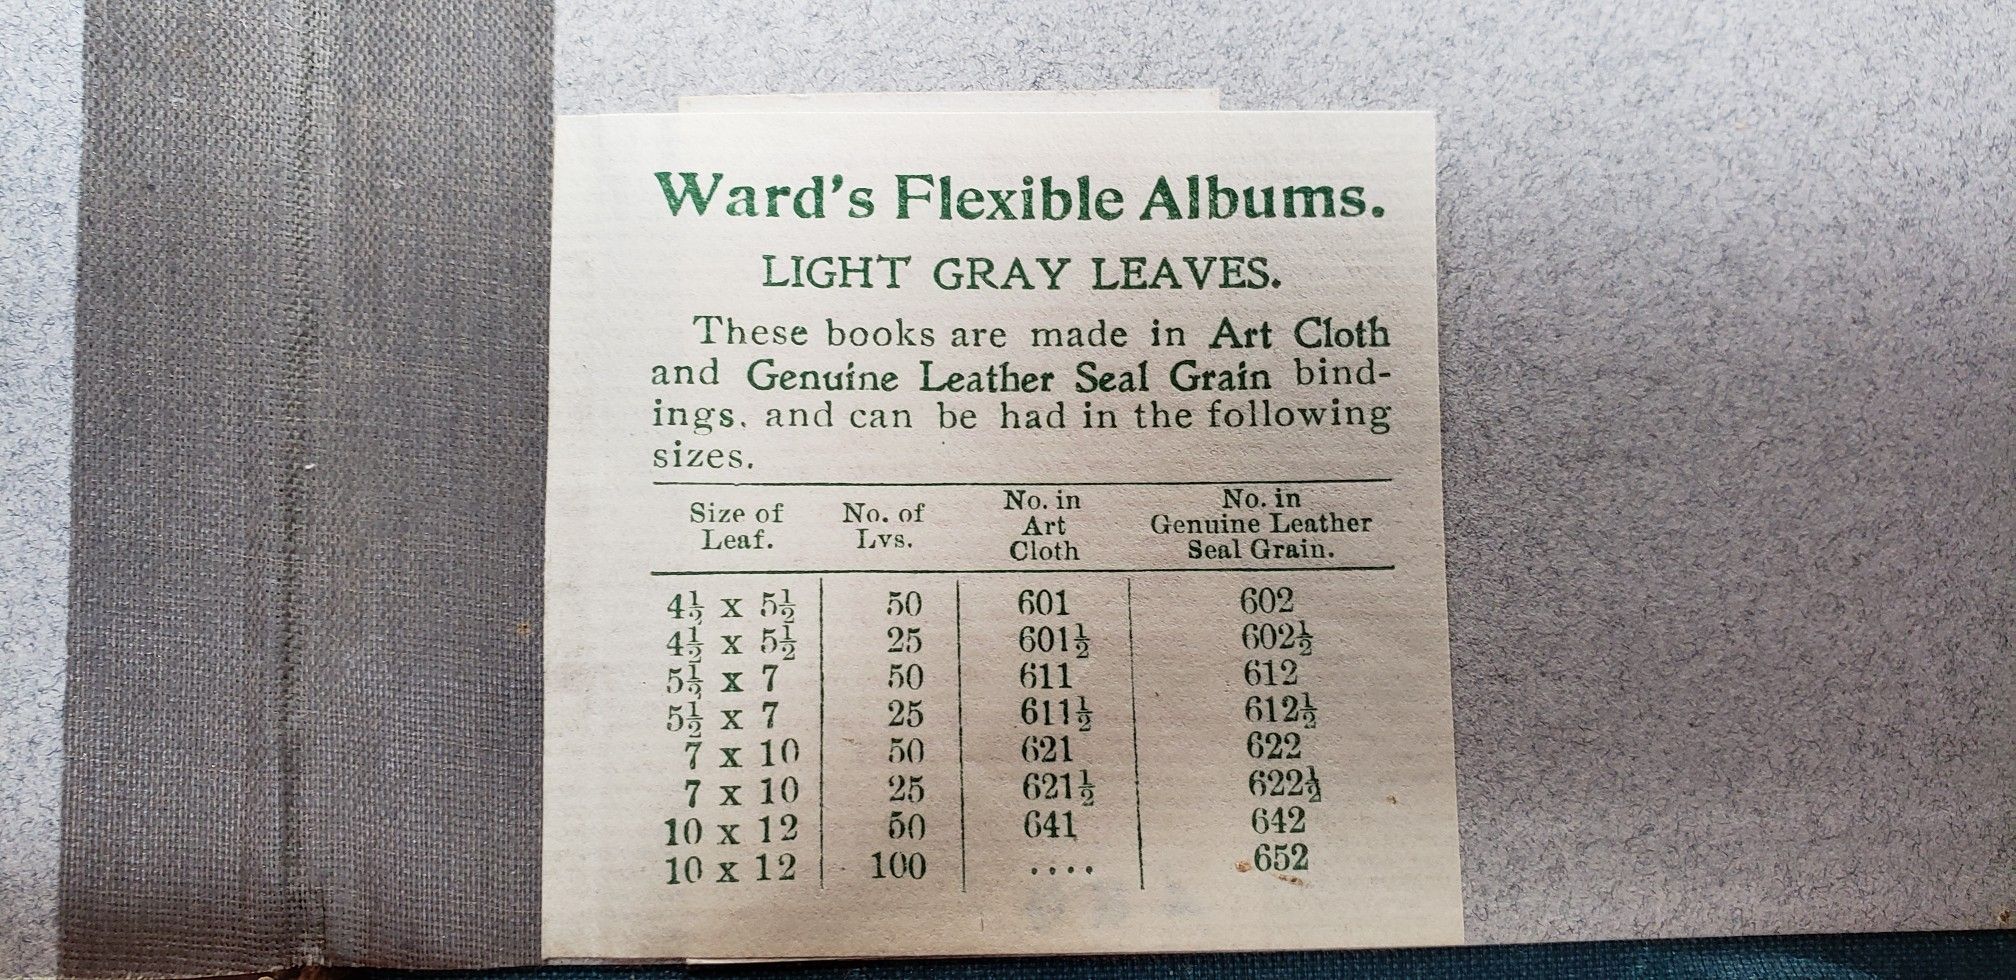 Ward's Flexible Albums.
LIGHT GRAY LEAVES.
These books are made in Art Cloth
and Genuine Leather Seal Grain bind-
ings. and can be had in the following
sizes.
Size of Leaf. No. of Lvs. No. in Art Cloth No. in Genuine Leather Seal Grain.
4½ x 5½ 50 601 602
4½ x 5½ 25 601½ 602½
5½ x 7 50 611 612
5½ x 7 25 611½ 612½
7 x 10 50 621 622
7 x 10 25 621½ 622½
10 x 12 50 641 642
10 x 12 100 .... 652